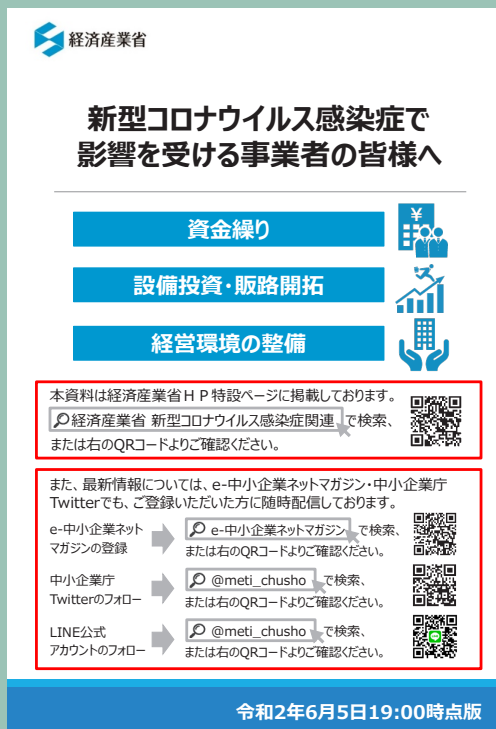 経済産業省
新型コロナウイルス感染症で
影響を受ける事業者の皆様へ
資金繰り
¥
設備投資・販路開拓
経営環境の整備
本資料は経済産業省HP特設ページに掲載しております。
経済産業省 新型コロナウイルス感染症関連 で検索、
または右のQRコードよりご確認ください。
また、最新情報については、e-中小企業ネットマガジン・中小企業庁
Twitterでも、ご登録いただいた方に随時配信しております。
e-中小企業ネット
マガジンの登録
e-中小企業ネットマガジン で検索、
または右のQRコードよりご確認ください。
中小企業庁
Twitterのフォロー
@meti_chusho で検索、
または右のQRコードよりご確認ください。
LINE公式
アカウントのフォロー
@meti_chusho で検索、
または右のQRコードよりご確認ください。
令和2年6月5日19:00時点版